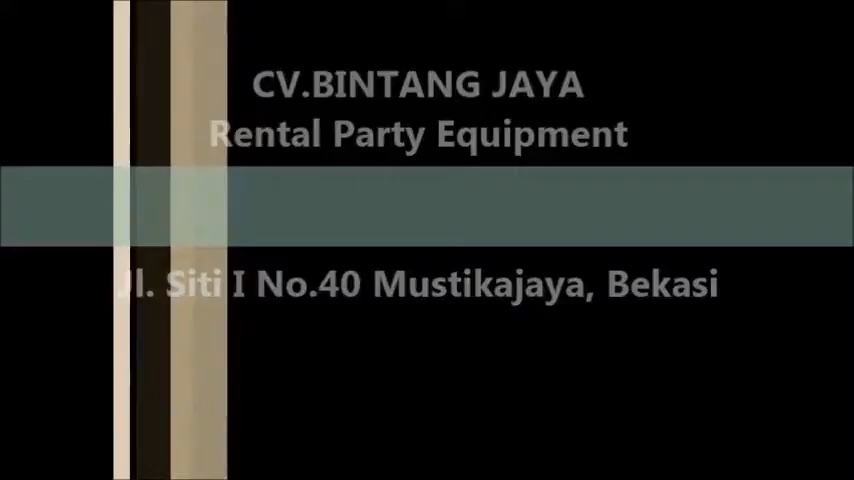 CV.BINTANG JAYA
Rental Party Equipment
Jl. Siti I No.40 Mustikajaya, Bekasi